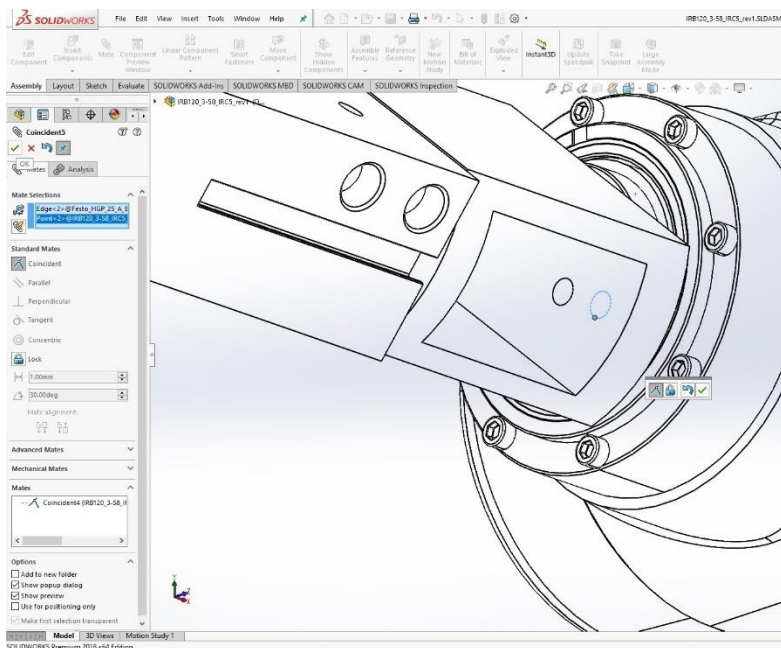 SOLIDWORKS File Edit View Insert Tools Window Help IRB120_3-58_IRC5_rev1.SLDASM
Edit Component Insert Components Mate Component Preview Window Linear Component Pattern Smart Fasteners Move Component Show Hidden Components Assembly Features Reference Geometry New Motion Study Bill of Materials Exploded View Instant3D Update Speedpak Take Snapshot Large Assembly Mode
Assembly Layout Sketch Evaluate SOLIDWORKS Add-Ins SOLIDWORKS MBD SOLIDWORKS CAM SOLIDWORKS Inspection
IRB120_3-58_IRC5_rev1
Coincident5
OK
Mates Analysis
Mate Selections
Edge<2>@Festo_HGP_25_A_B
Point<2>@IRB120_3-58_IRC5
Standard Mates
Coincident
Parallel
Perpendicular
Tangent
Concentric
Lock
1.00mm
30.00deg
Mate alignment:
Advanced Mates
Mechanical Mates
Mates
Coincident4 (IRB120_3-58_I
Options
Add to new folder
Show popup dialog
Show preview
Use for positioning only
Make first selection transparent
Y
Z
Model 3D Views Motion Study 1
SOLIDWORKS Premium 2018 x64 Edition